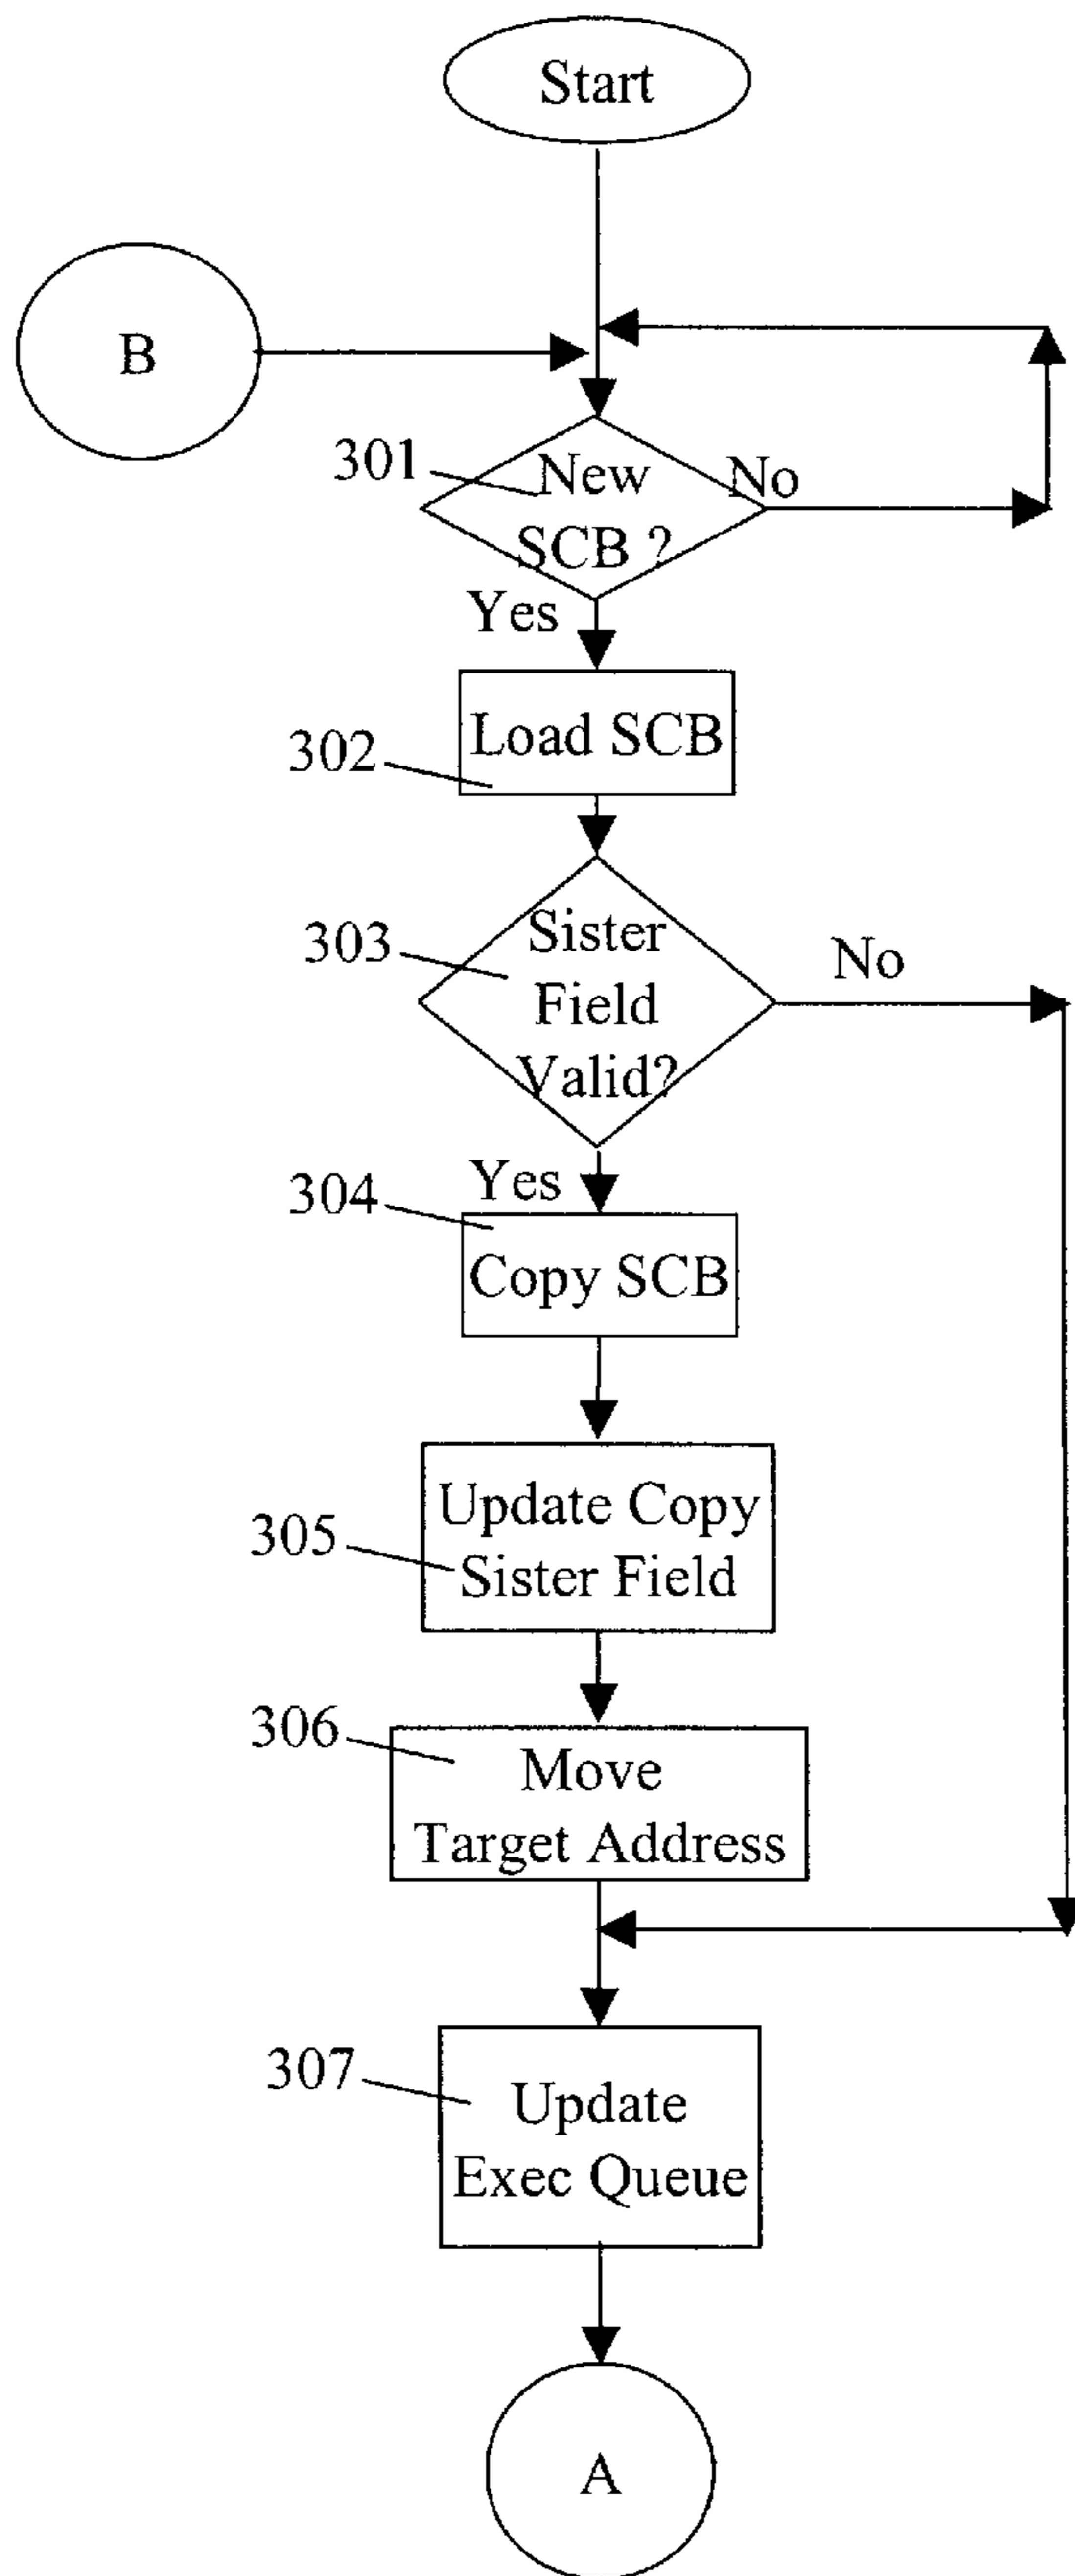 Start
B
301
New
No
SCB ?
Yes
Load SCB
302
303
Sister
No
Field
Valid?
Yes
304
Copy SCB
Update Copy
305
Sister Field
306
Move
Target Address
307
Update
Exec Queue
A